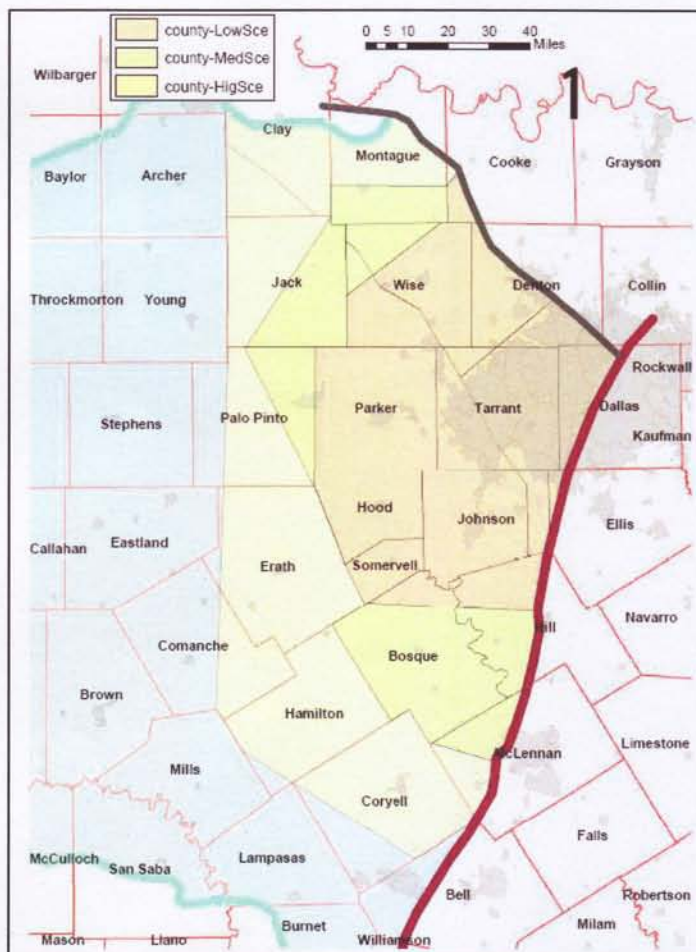 county-LowSce
county-MedSce
county-HigSce
0 5 10 20 30 40
Miles
1
Wilbarger
Clay
Montague
Cooke
Grayson
Baylor
Archer
Jack
Wise
Denton
Collin
Throckmorton
Young
Rockwall
Parker
Tarrant
Dallas
Palo Pinto
Stephens
Kaufman
Hood
Johnson
Ellis
Callahan
Eastland
Erath
Somervell
Navarro
Comanche
Bosque
Hill
Brown
Hamilton
McLennan
Limestone
Mills
Coryell
Falls
McCulloch
San Saba
Lampasas
Bell
Robertson
Burnet
Milam
Mason
Llano
Williamson